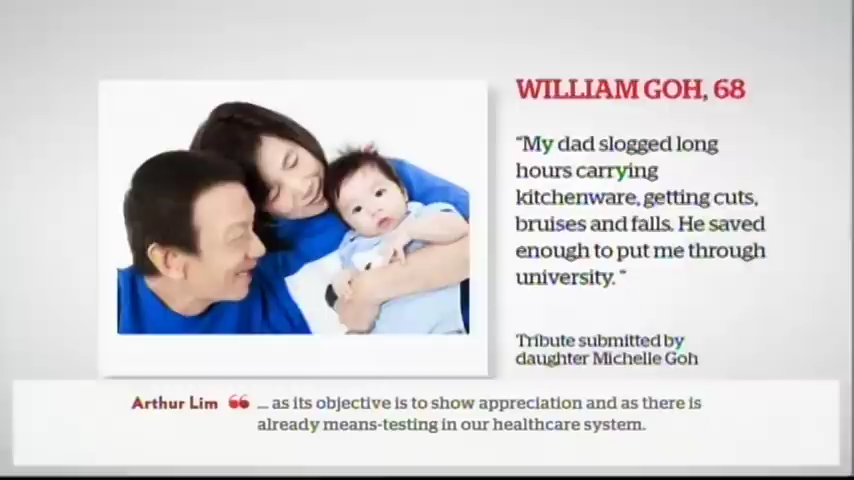 WILLIAM GOH, 68
“My dad slogged long
hours carrying
kitchenware, getting cuts,
bruises and falls. He saved
enough to put me through
university. ”
Tribute submitted by
daughter Michelle Goh
Arthur Lim “ ... as its objective is to show appreciation and as there is
already means-testing in our healthcare system.